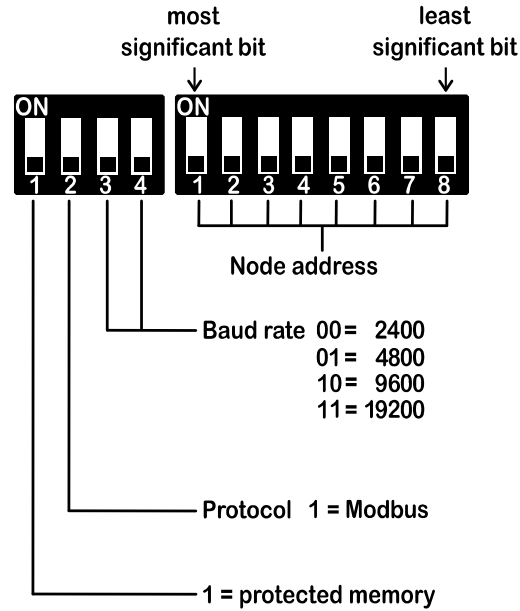 most
significant bit
least
significant bit
ON
1 2 3 4
ON
1 2 3 4 5 6 7 8
Node address
Baud rate 00 = 2400
01 = 4800
10 = 9600
11 = 19200
Protocol 1 = Modbus
1 = protected memory